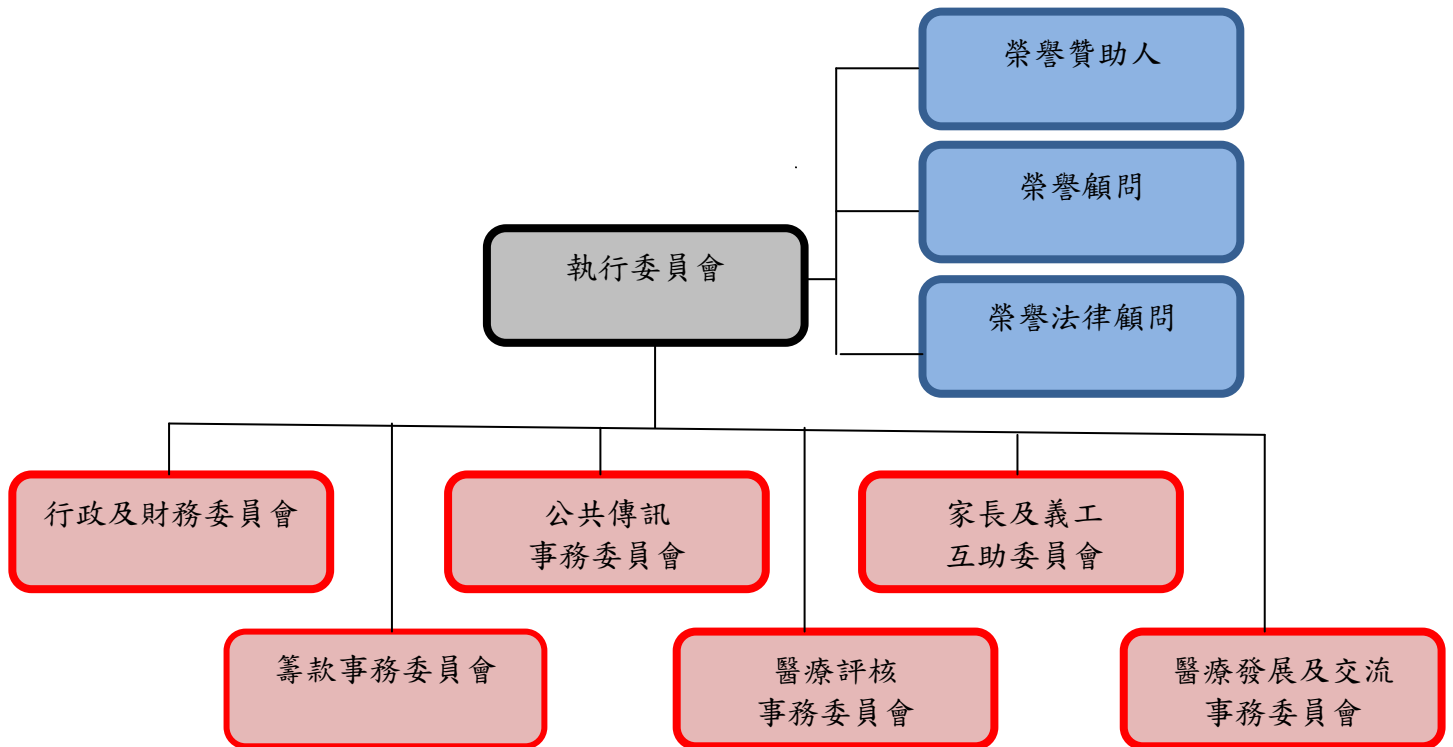 榮譽贊助人
榮譽顧問
執行委員會
榮譽法律顧問
行政及財務委員會
公共傳訊
事務委員會
家長及義工
互助委員會
籌款事務委員會
醫療評核
事務委員會
醫療發展及交流
事務委員會